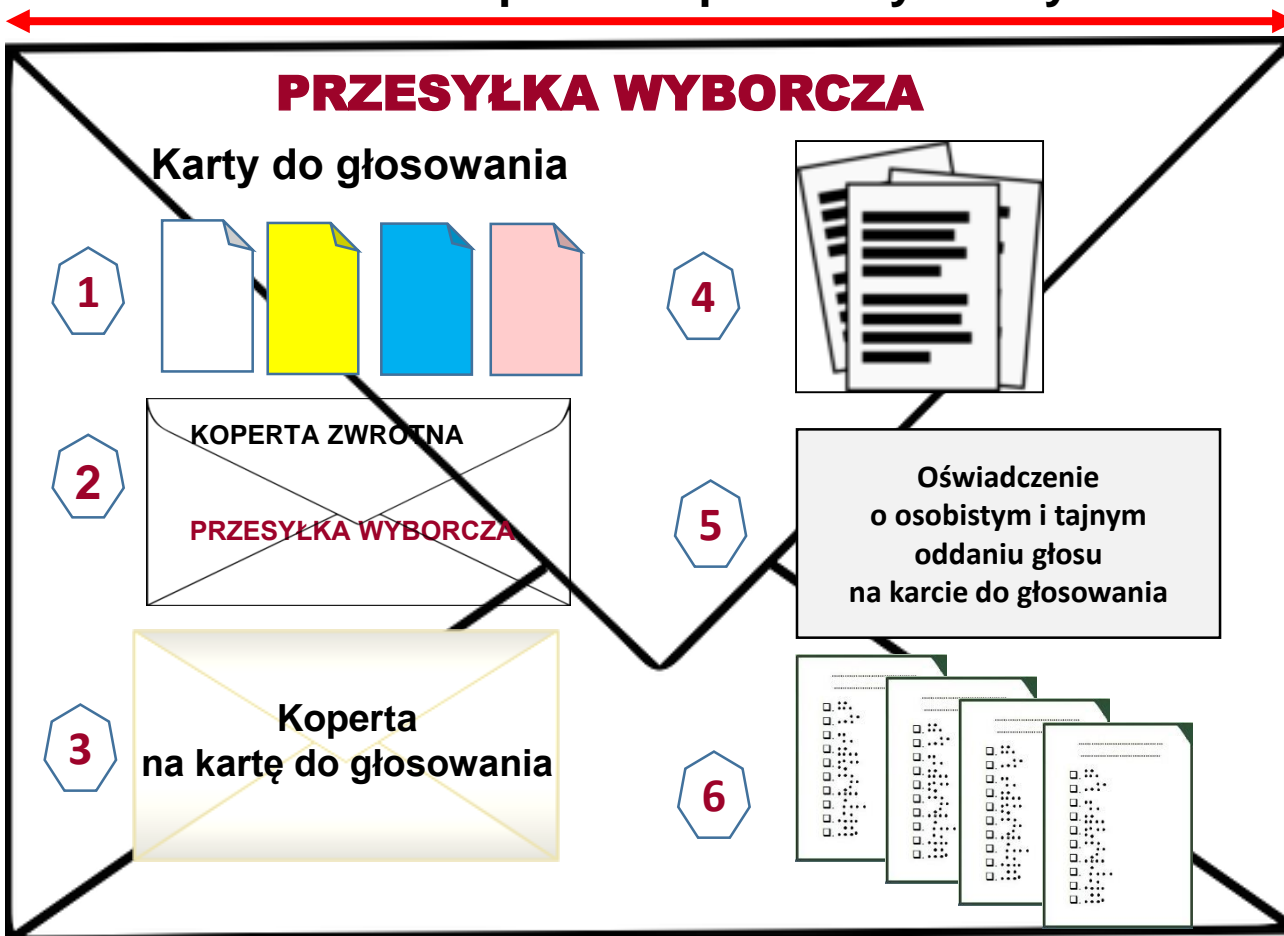 PRZESYŁKA WYBORCZA
Karty do głosowania
1
2
KOPERTA ZWROTNA
PRZESYŁKA WYBORCZA
3
Koperta
na kartę do głosowania
4
5
Oświadczenie
o osobistym i tajnym
oddaniu głosu
na karcie do głosowania
6